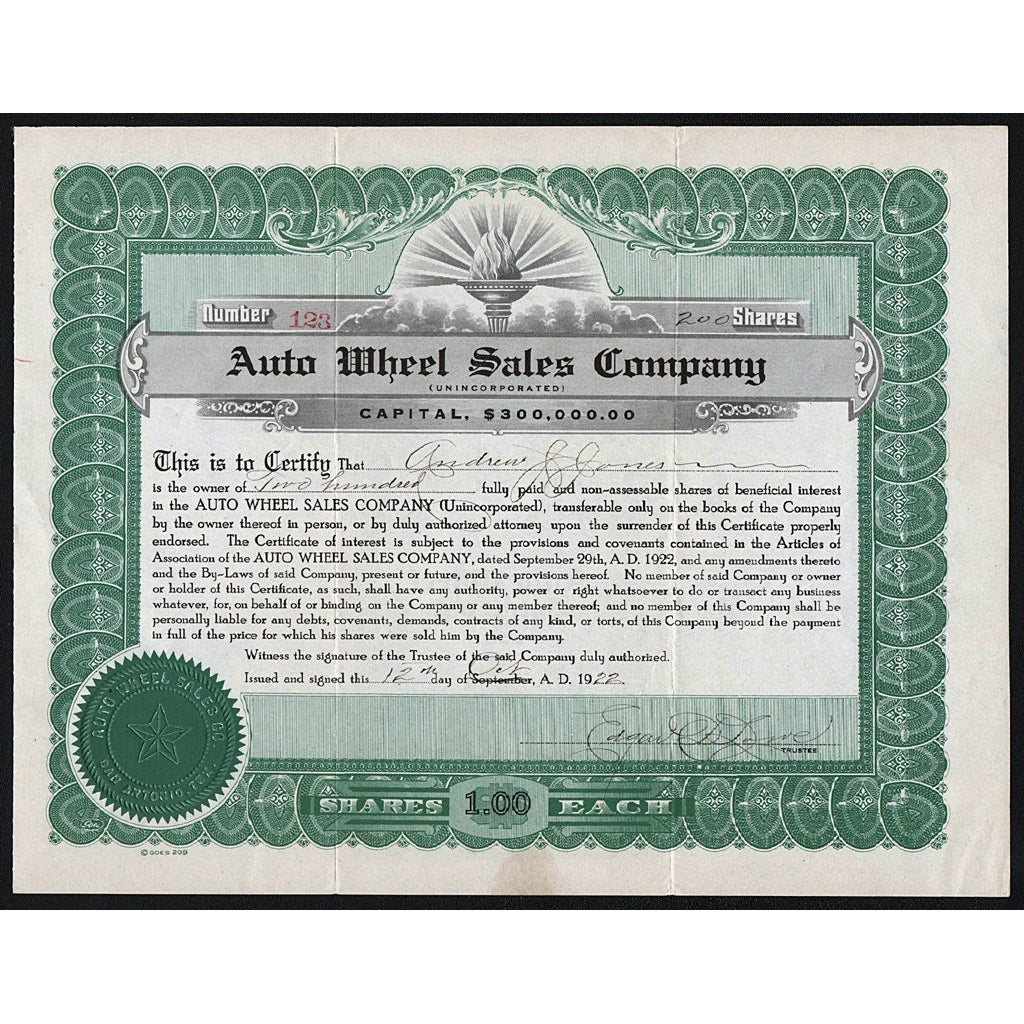 Number 123
200 Shares
Auto Wheel Sales Company
(UNINCORPORATED)
CAPITAL, $300,000.00
This is to Certify That Andrew J Jones
is the owner of Two hundred fully paid and non-assessable shares of beneficial interest
in the AUTO WHEEL SALES COMPANY (Unincorporated), transferable only on the books of the Company
by the owner thereof in person, or by duly authorized attorney upon the surrender of this Certificate properly
endorsed. The Certificate of interest is subject to the provisions and covenants contained in the Articles of
Association of the AUTO WHEEL SALES COMPANY, dated September 29th, A. D. 1922, and any amendments thereto
and the By-Laws of said Company, present or future, and the provisions hereof. No member of said Company or owner
or holder of this Certificate, as such, shall have any authority, power or right whatsoever to do or transact any business
whatever, for, on behalf of or binding on the Company or any member thereof; and no member of this Company shall be
personally liable for any debts, covenants, demands, contracts of any kind, or torts, of this Company beyond the payment
in full of the price for which his shares were sold him by the Company.
Witness the signature of the Trustee of the said Company duly authorized.
Issued and signed this 12th day of September, Oct A. D. 1922.
Edgar
TRUSTEE
AUTO WHEEL SALES CO.
SAN ANTONIO, TEX.
SHARES 1.00 EACH
© GOES 209